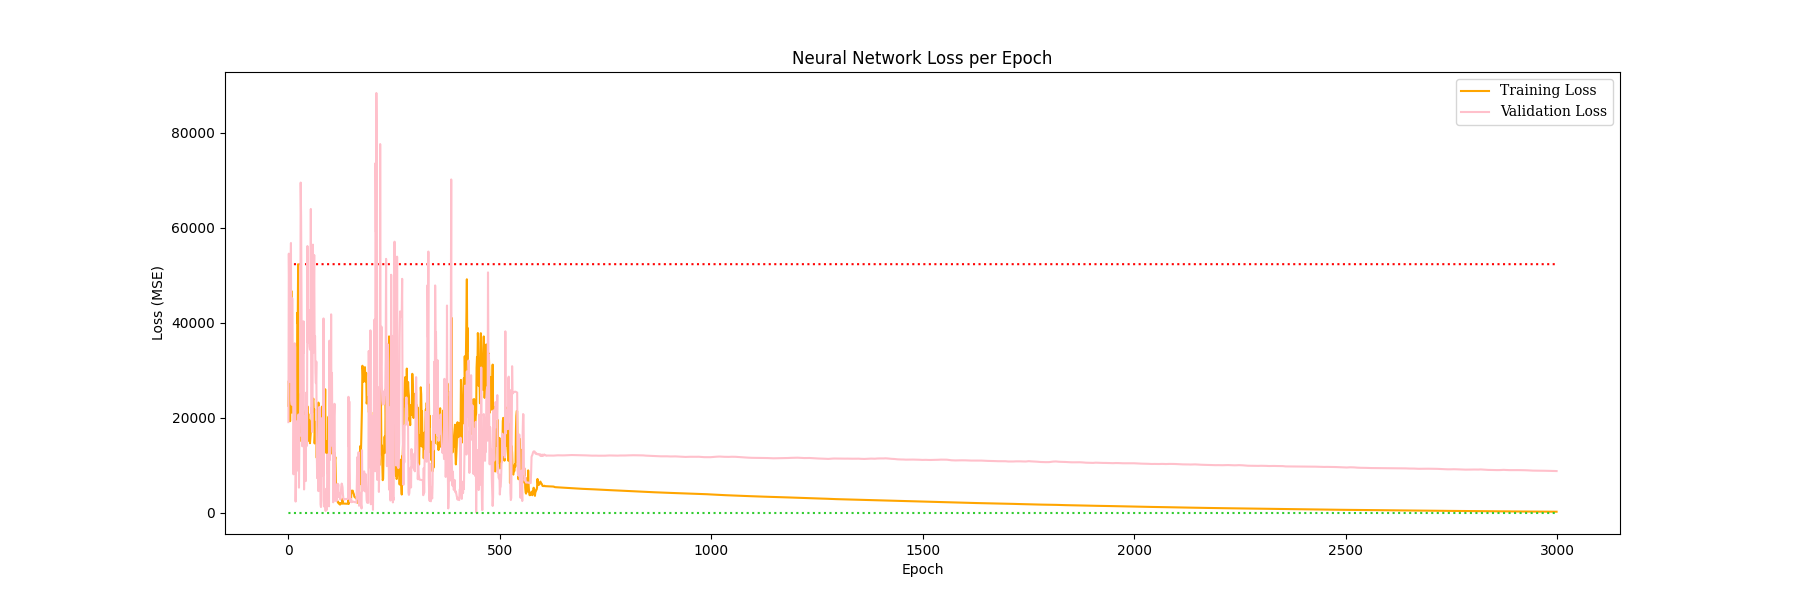 Neural Network Loss per Epoch
Training Loss
Validation Loss
80000
60000
40000
20000
0
Loss (MSE)
0 500 1000 1500 2000 2500 3000
Epoch